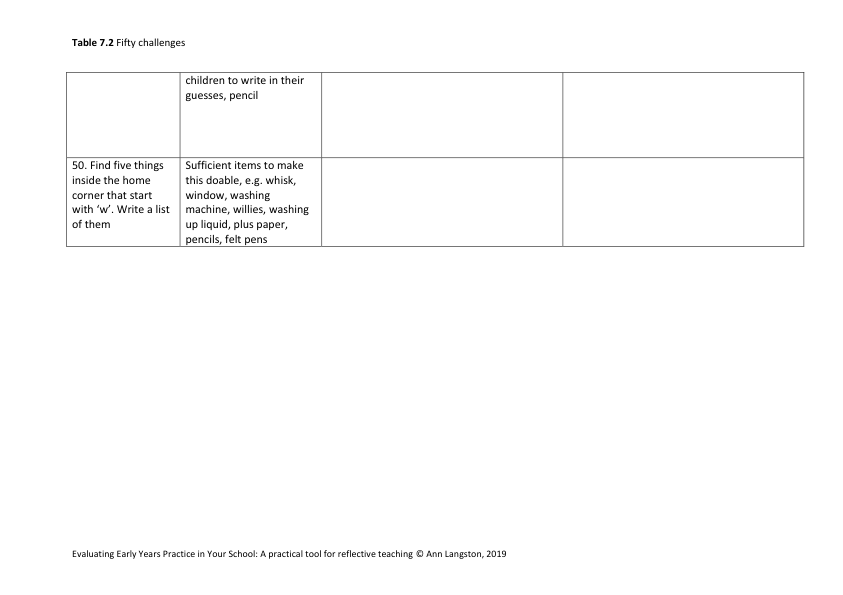 Table 7.2 Fifty challenges
children to write in their
guesses, pencil
50. Find five things
inside the home
corner that start
with ‘w’. Write a list
of them
Sufficient items to make
this doable, e.g. whisk,
window, washing
machine, willies, washing
up liquid, plus paper,
pencils, felt pens
Evaluating Early Years Practice in Your School: A practical tool for reflective teaching © Ann Langston, 2019